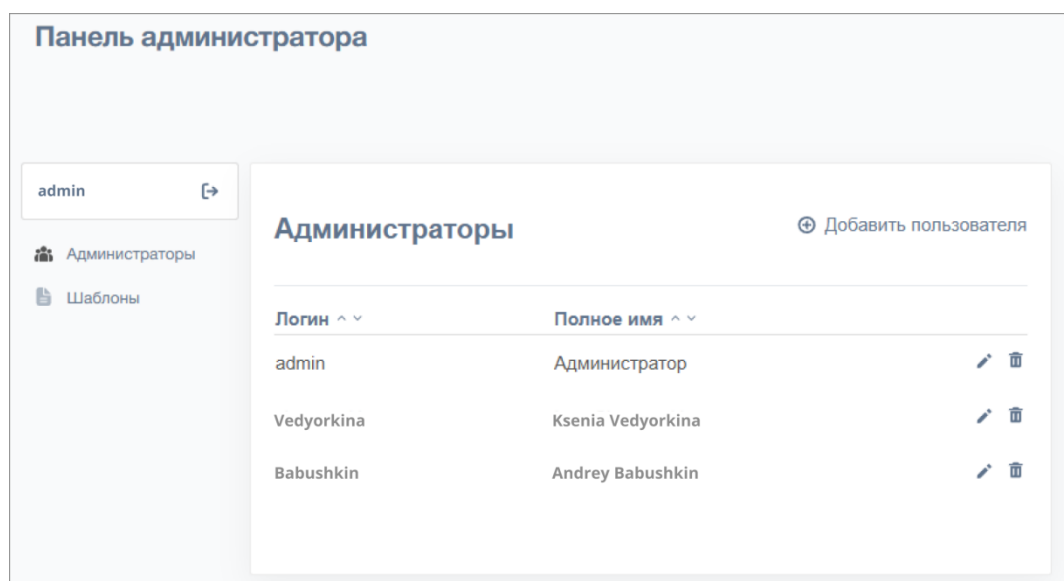 Панель администратора
admin
Администраторы
Шаблоны
Администраторы
Добавить пользователя
Логин Полное имя
admin Администратор
Vedyorkina Ksenia Vedyorkina
Babushkin Andrey Babushkin